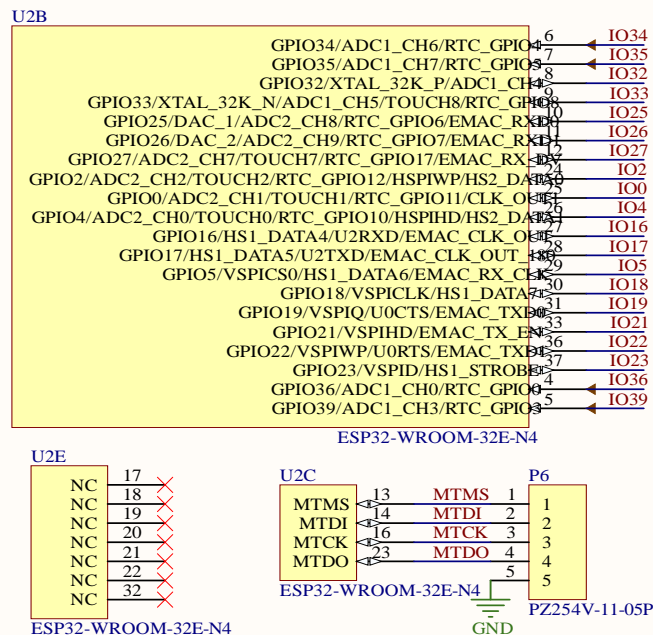 U2B
GPIO34/ADC1_CH6/RTC_GPIO4 6 IO34
GPIO35/ADC1_CH7/RTC_GPIO5 7 IO35
GPIO32/XTAL_32K_P/ADC1_CH4 8 IO32
GPIO33/XTAL_32K_N/ADC1_CH5/TOUCH8/RTC_GPIO8 9 IO33
GPIO25/DAC_1/ADC2_CH8/RTC_GPIO6/EMAC_RXD0 10 IO25
GPIO26/DAC_2/ADC2_CH9/RTC_GPIO7/EMAC_RXD1 11 IO26
GPIO27/ADC2_CH7/TOUCH7/RTC_GPIO17/EMAC_RX_DV 12 IO27
GPIO2/ADC2_CH2/TOUCH2/RTC_GPIO12/HSPIWP/HS2_DATA0 24 IO2
GPIO0/ADC2_CH1/TOUCH1/RTC_GPIO11/CLK_OUT1 25 IO0
GPIO4/ADC2_CH0/TOUCH0/RTC_GPIO10/HSPIHD/HS2_DATA1 26 IO4
GPIO16/HS1_DATA4/U2RXD/EMAC_CLK_OUT 27 IO16
GPIO17/HS1_DATA5/U2TXD/EMAC_CLK_OUT_180 28 IO17
GPIO5/VSPICS0/HS1_DATA6/EMAC_RX_CLK 29 IO5
GPIO18/VSPICLK/HS1_DATA7 30 IO18
GPIO19/VSPIQ/U0CTS/EMAC_TXD0 31 IO19
GPIO21/VSPIHD/EMAC_TX_EN 33 IO21
GPIO22/VSPIWP/U0RTS/EMAC_TXD1 36 IO22
GPIO23/VSPID/HS1_STROBE 37 IO23
GPIO36/ADC1_CH0/RTC_GPIO0 4 IO36
GPIO39/ADC1_CH3/RTC_GPIO3 5 IO39
ESP32-WROOM-32E-N4
U2E
NC 17
NC 18
NC 19
NC 20
NC 21
NC 22
NC 32
ESP32-WROOM-32E-N4
U2C P6
MTMS 13 MTMS 1 1
MTDI 14 MTDI 2 2
MTCK 16 MTCK 3 3
MTDO 23 MTDO 4 4
5 5
ESP32-WROOM-32E-N4
PZ254V-11-05P
GND